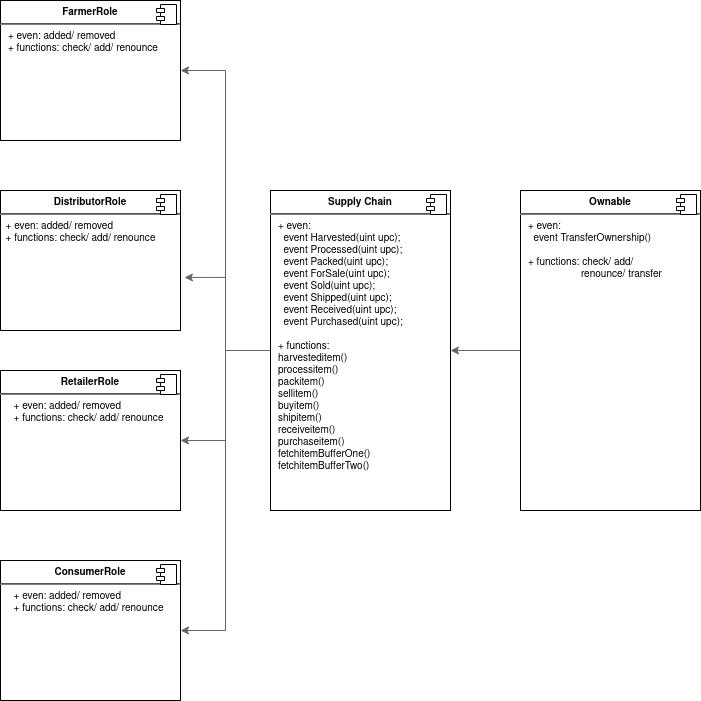 FarmerRole
+ even: added/ removed
+ functions: check/ add/ renounce
DistributorRole
+ even: added/ removed
+ functions: check/ add/ renounce
RetailerRole
+ even: added/ removed
+ functions: check/ add/ renounce
ConsumerRole
+ even: added/ removed
+ functions: check/ add/ renounce
Supply Chain
+ even:
event Harvested(uint upc);
event Processed(uint upc);
event Packed(uint upc);
event ForSale(uint upc);
event Sold(uint upc);
event Shipped(uint upc);
event Received(uint upc);
event Purchased(uint upc);
+ functions:
harvesteditem()
processitem()
packitem()
sellitem()
buyitem()
shipitem()
receiveitem()
purchaseitem()
fetchitemBufferOne()
fetchitemBufferTwo()
Ownable
+ even:
event TransferOwnership()
+ functions: check/ add/
renounce/ transfer